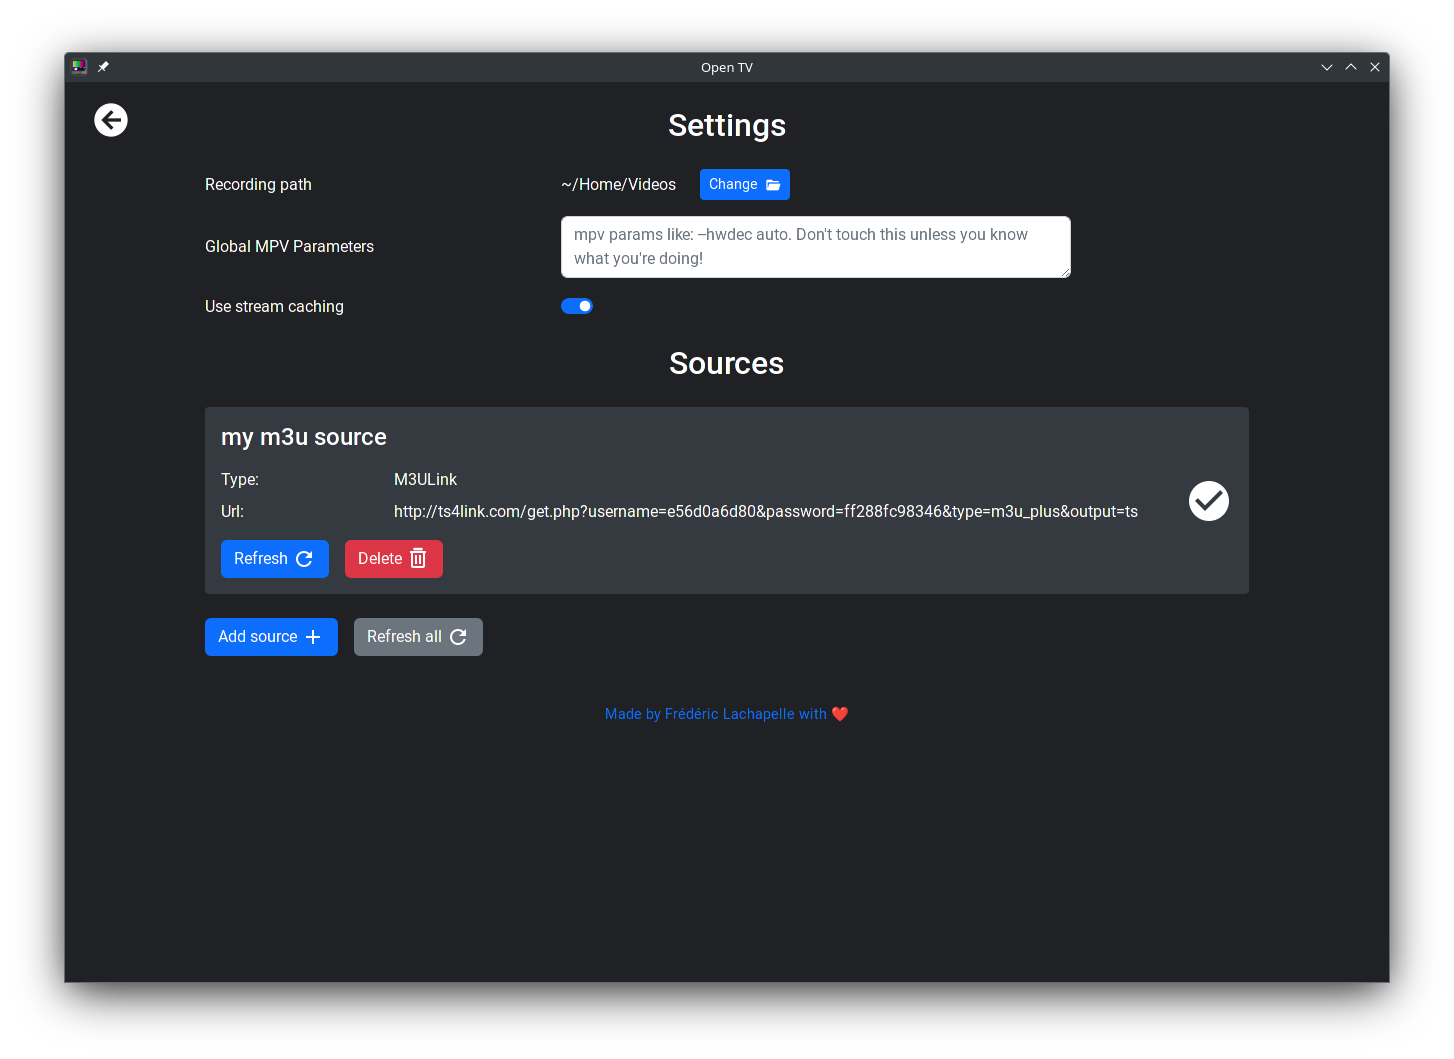 Open TV
Settings
Recording path
~/Home/Videos
Change
Global MPV Parameters
mpv params like: --hwdec auto. Don't touch this unless you know
what you're doing!
Use stream caching
Sources
my m3u source
Type:
M3ULink
Url:
http://ts4link.com/get.php?username=e56d0a6d80&password=ff288fc98346&type=m3u_plus&output=ts
Refresh
Delete
Add source
Refresh all
Made by Frédéric Lachapelle with ❤️